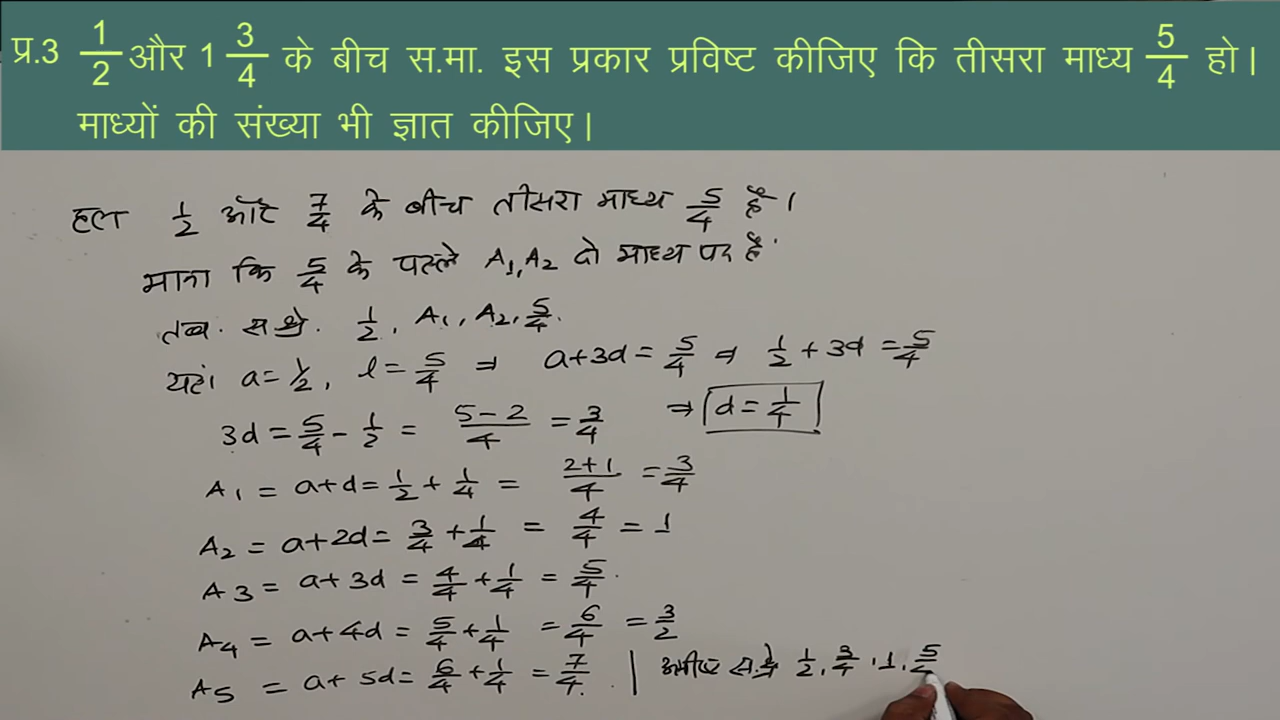 प्र.3 1/2 और 1 3/4 के बीच स.मा. इस प्रकार प्रविष्ट कीजिए कि तीसरा माध्य 5/4 हो।
माध्यों की संख्या भी ज्ञात कीजिए।
हल 1/2 और 7/4 के बीच तीसरा माध्य 5/4 है।
माना कि 5/4 के पहले A₁, A₂ दो माध्य पद हैं
तब स श्रे. 1/2, A₁, A₂, 5/4.
यहां a = 1/2, l = 5/4 ⇒ a+3d = 5/4 ⇒ 1/2 + 3d = 5/4
3d = 5/4 - 1/2 = (5-2)/4 = 3/4 ⇒ d = 1/4
A₁ = a+d = 1/2 + 1/4 = (2+1)/4 = 3/4
A₂ = a+2d = 3/4 + 1/4 = 4/4 = 1
A₃ = a+3d = 4/4 + 1/4 = 5/4.
A₄ = a+4d = 5/4 + 1/4 = 6/4 = 3/2
A₅ = a+5d = 6/4 + 1/4 = 7/4. | अभीष्ट स.श्रे 1/2, 3/4, 1, 5/4